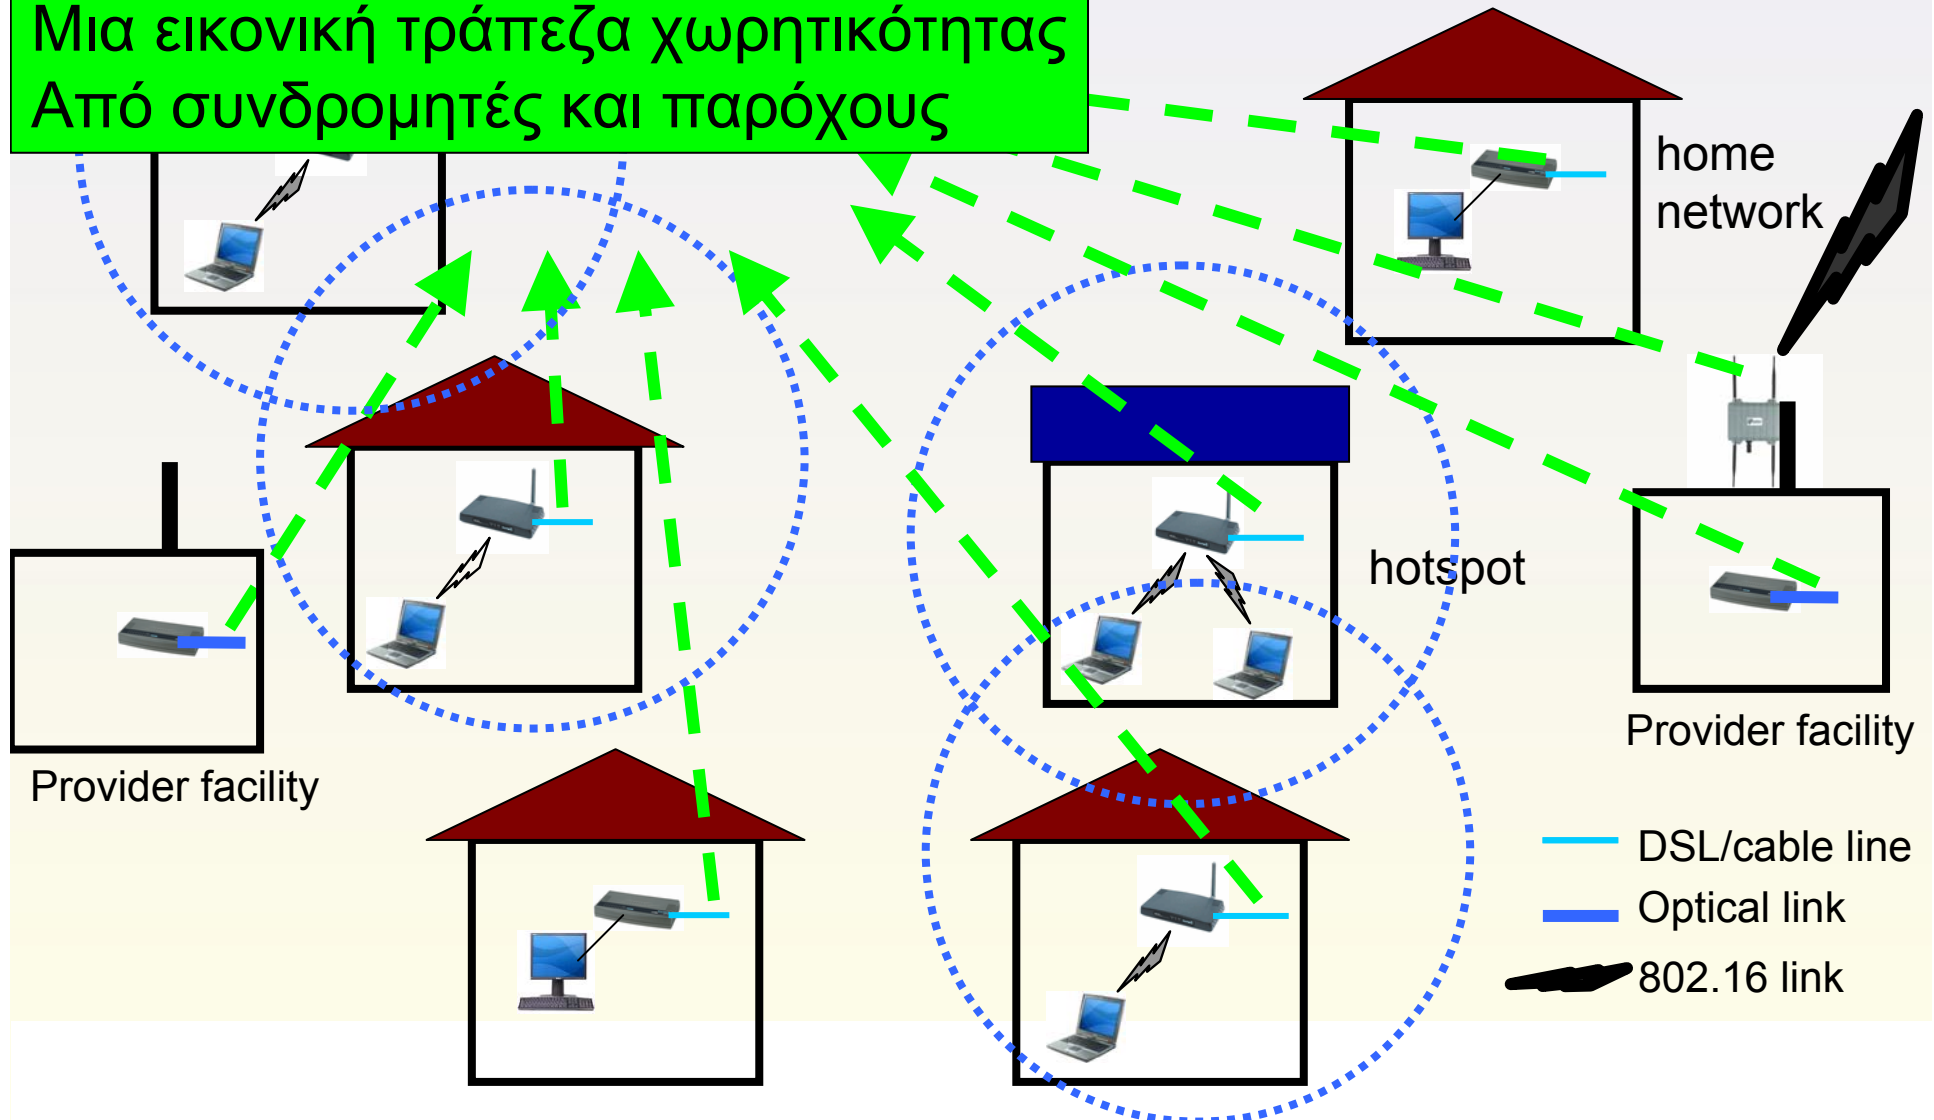 Μια εικονική τράπεζα χωρητικότητας
Από συνδρομητές και παρόχους
home
network
hotspot
Provider facility
Provider facility
DSL/cable line
Optical link
802.16 link